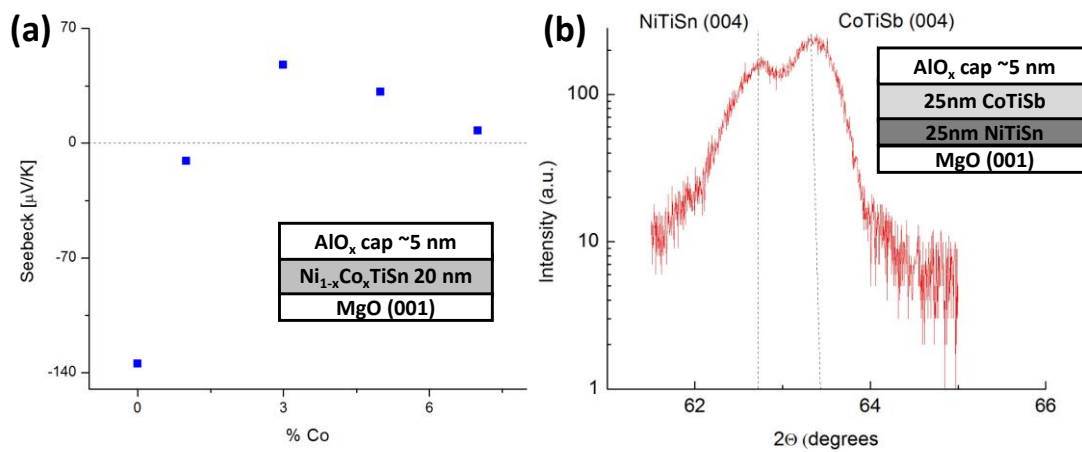 (a)
70
0
-70
-140
Seebeck [µV/K]
0
3
6
% Co
AlOₓ cap ~5 nm
Ni₁₋ₓCoₓTiSn 20 nm
MgO (001)
(b)
NiTiSn (004)
CoTiSb (004)
100
10
1
Intensity (a.u.)
62
64
66
2Θ (degrees
AlOₓ cap ~5 nm
25nm CoTiSb
25nm NiTiSn
MgO (001)